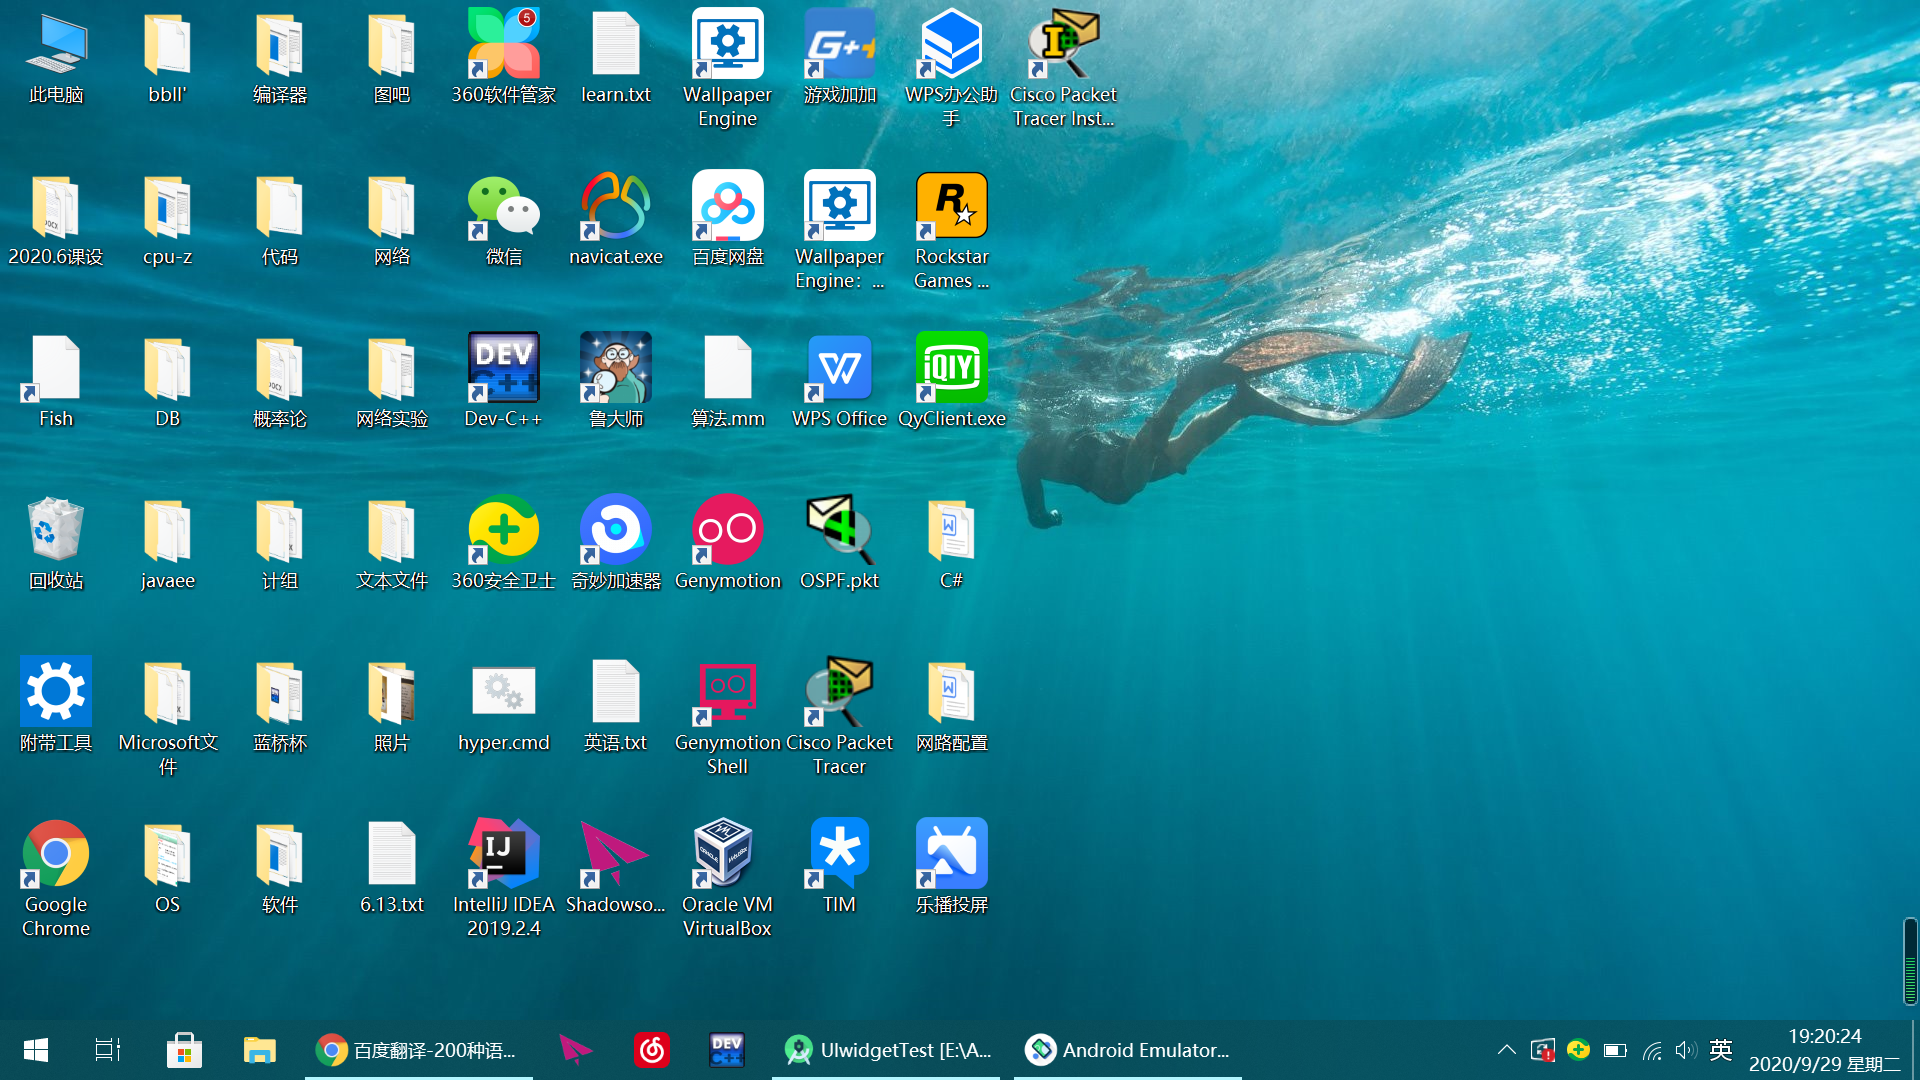 此电脑
bbll'
编译器
图吧
5
360软件管家
learn.txt
Wallpaper
Engine
G++
游戏加加
WPS办公助
手
Cisco Packet
Tracer Inst...
2020.6课设
cpu-z
代码
网络
微信
navicat.exe
百度网盘
Wallpaper
Engine：...
R
Rockstar
Games ...
Fish
DB
概率论
网络实验
DEV
C++
Dev-C++
鲁大师
算法.mm
W
WPS Office
iQIYI
QyClient.exe
回收站
javaee
计组
文本文件
360安全卫士
奇妙加速器
Genymotion
OSPF.pkt
C#
附带工具
Microsoft文
件
蓝桥杯
照片
hyper.cmd
英语.txt
Genymotion
Shell
Cisco Packet
Tracer
网路配置
Google
Chrome
OS
软件
6.13.txt
IJ
IntelliJ IDEA
2019.2.4
Shadowso...
Oracle VM
VirtualBox
TIM
乐播投屏
百度翻译-200种语...
DEV
C++
UIwidgetTest [E:\A...
Android Emulator...
英
19:20:24
2020/9/29 星期二